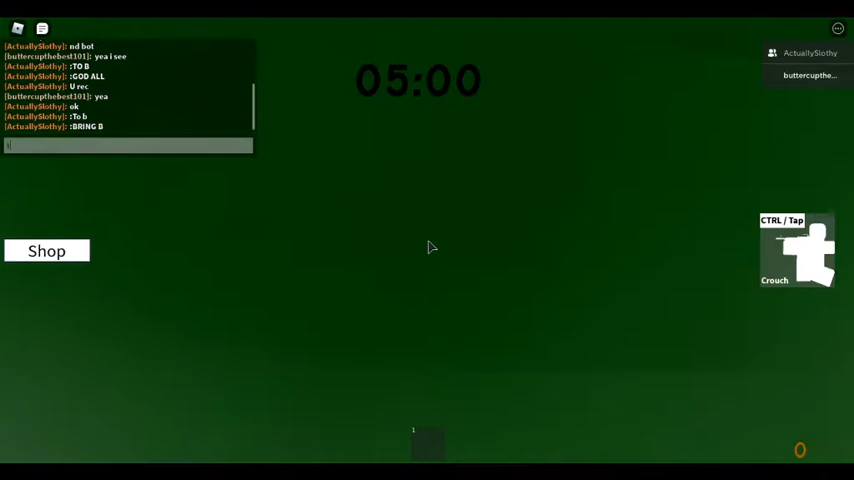 [ActuallySlothy]: nd bot
[buttercupthebest101]: yea i see
[ActuallySlothy]: :TO B
[ActuallySlothy]: :GOD ALL
[ActuallySlothy]: U rec
[buttercupthebest101]: yea
[ActuallySlothy]: ok
[ActuallySlothy]: :To b
[ActuallySlothy]: :BRING B
05:00
ActuallySlothy
buttercupthe...
Shop
CTRL / Tap
Crouch
1
0